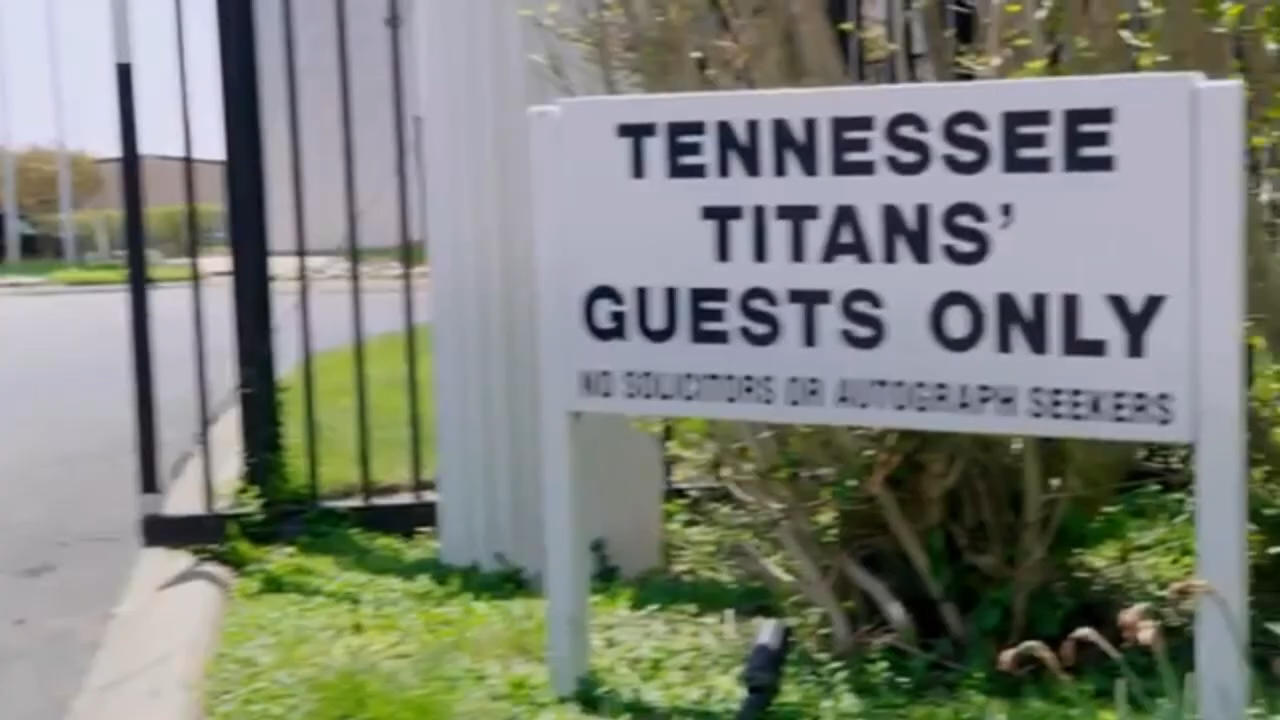 TENNESSEE
TITANS'
GUESTS ONLY
NO SOLICITORS OR AUTOGRAPH SEEKERS